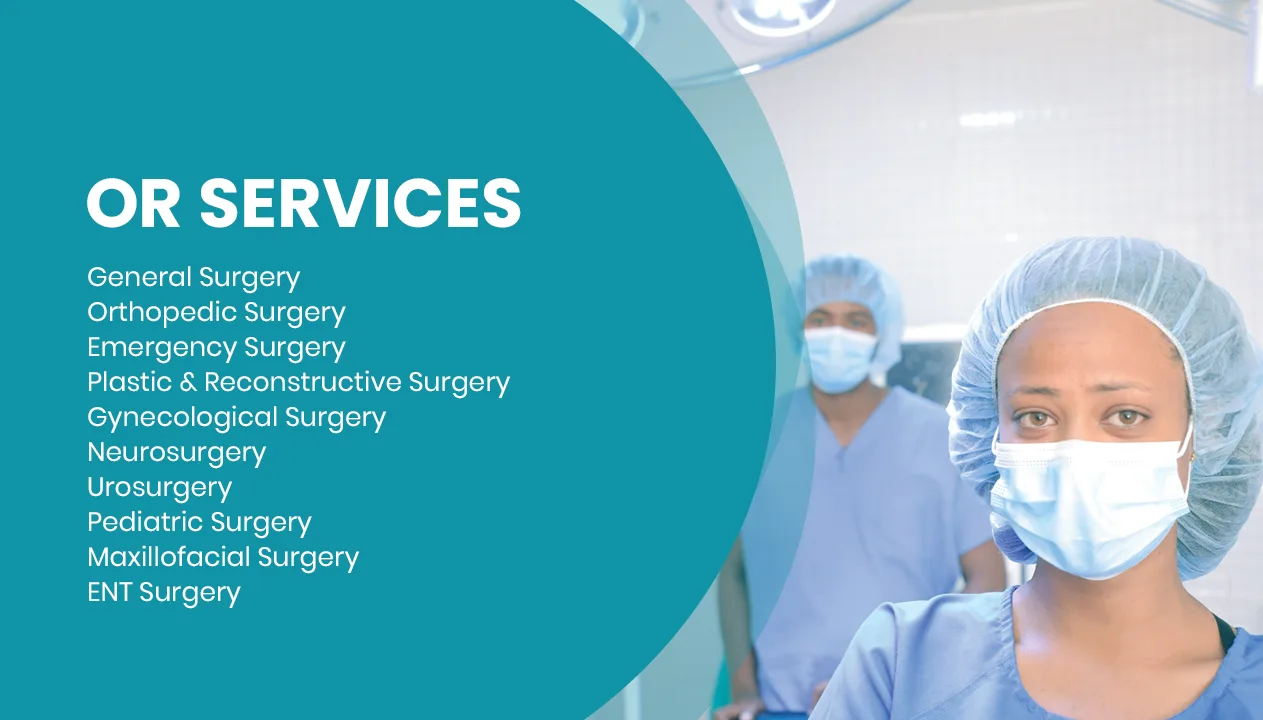 OR SERVICES
General Surgery
Orthopedic Surgery
Emergency Surgery
Plastic & Reconstructive Surgery
Gynecological Surgery
Neurosurgery
Urosurgery
Pediatric Surgery
Maxillofacial Surgery
ENT Surgery